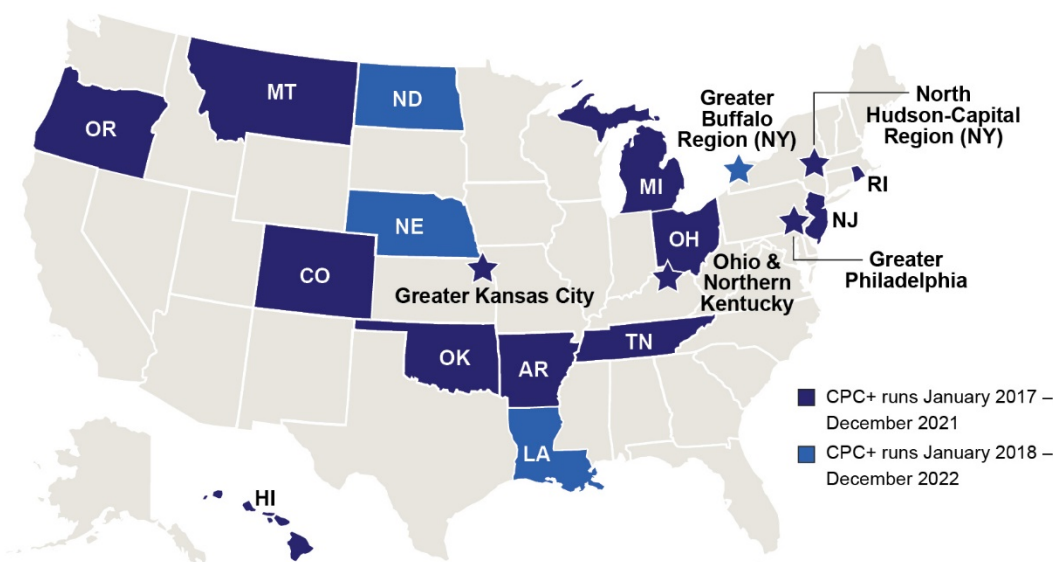 MT
ND
OR
Greater
Buffalo
Region (NY)
North
Hudson-Capital
Region (NY)
MI
RI
NE
NJ
OH
CO
Greater Kansas City
Ohio &
Northern
Kentucky
Greater
Philadelphia
OK
AR
TN
CPC+ runs January 2017 –
December 2021
CPC+ runs January 2018 –
December 2022
LA
HI